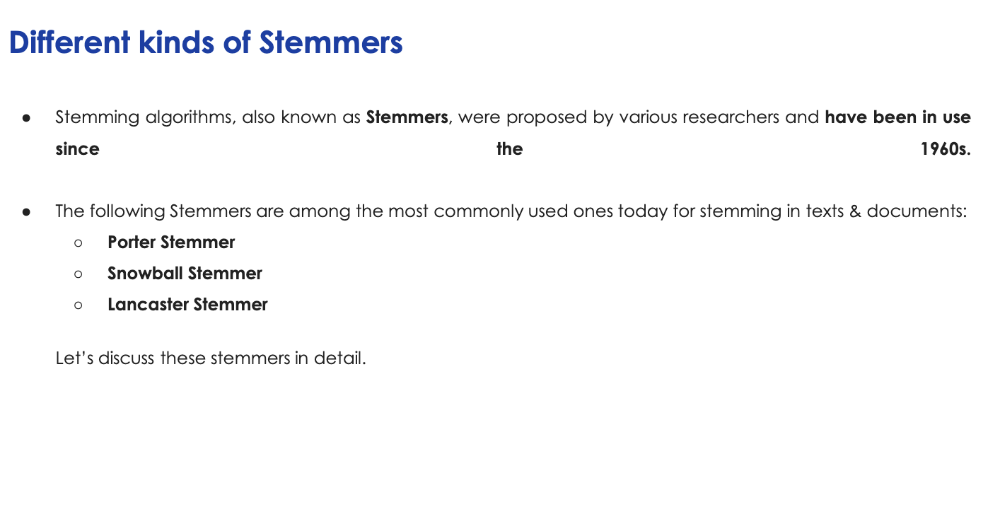 Different kinds of Stemmers
● Stemming algorithms, also known as Stemmers, were proposed by various researchers and have been in use
since the 1960s.
● The following Stemmers are among the most commonly used ones today for stemming in texts & documents:
○ Porter Stemmer
○ Snowball Stemmer
○ Lancaster Stemmer
Let’s discuss these stemmers in detail.